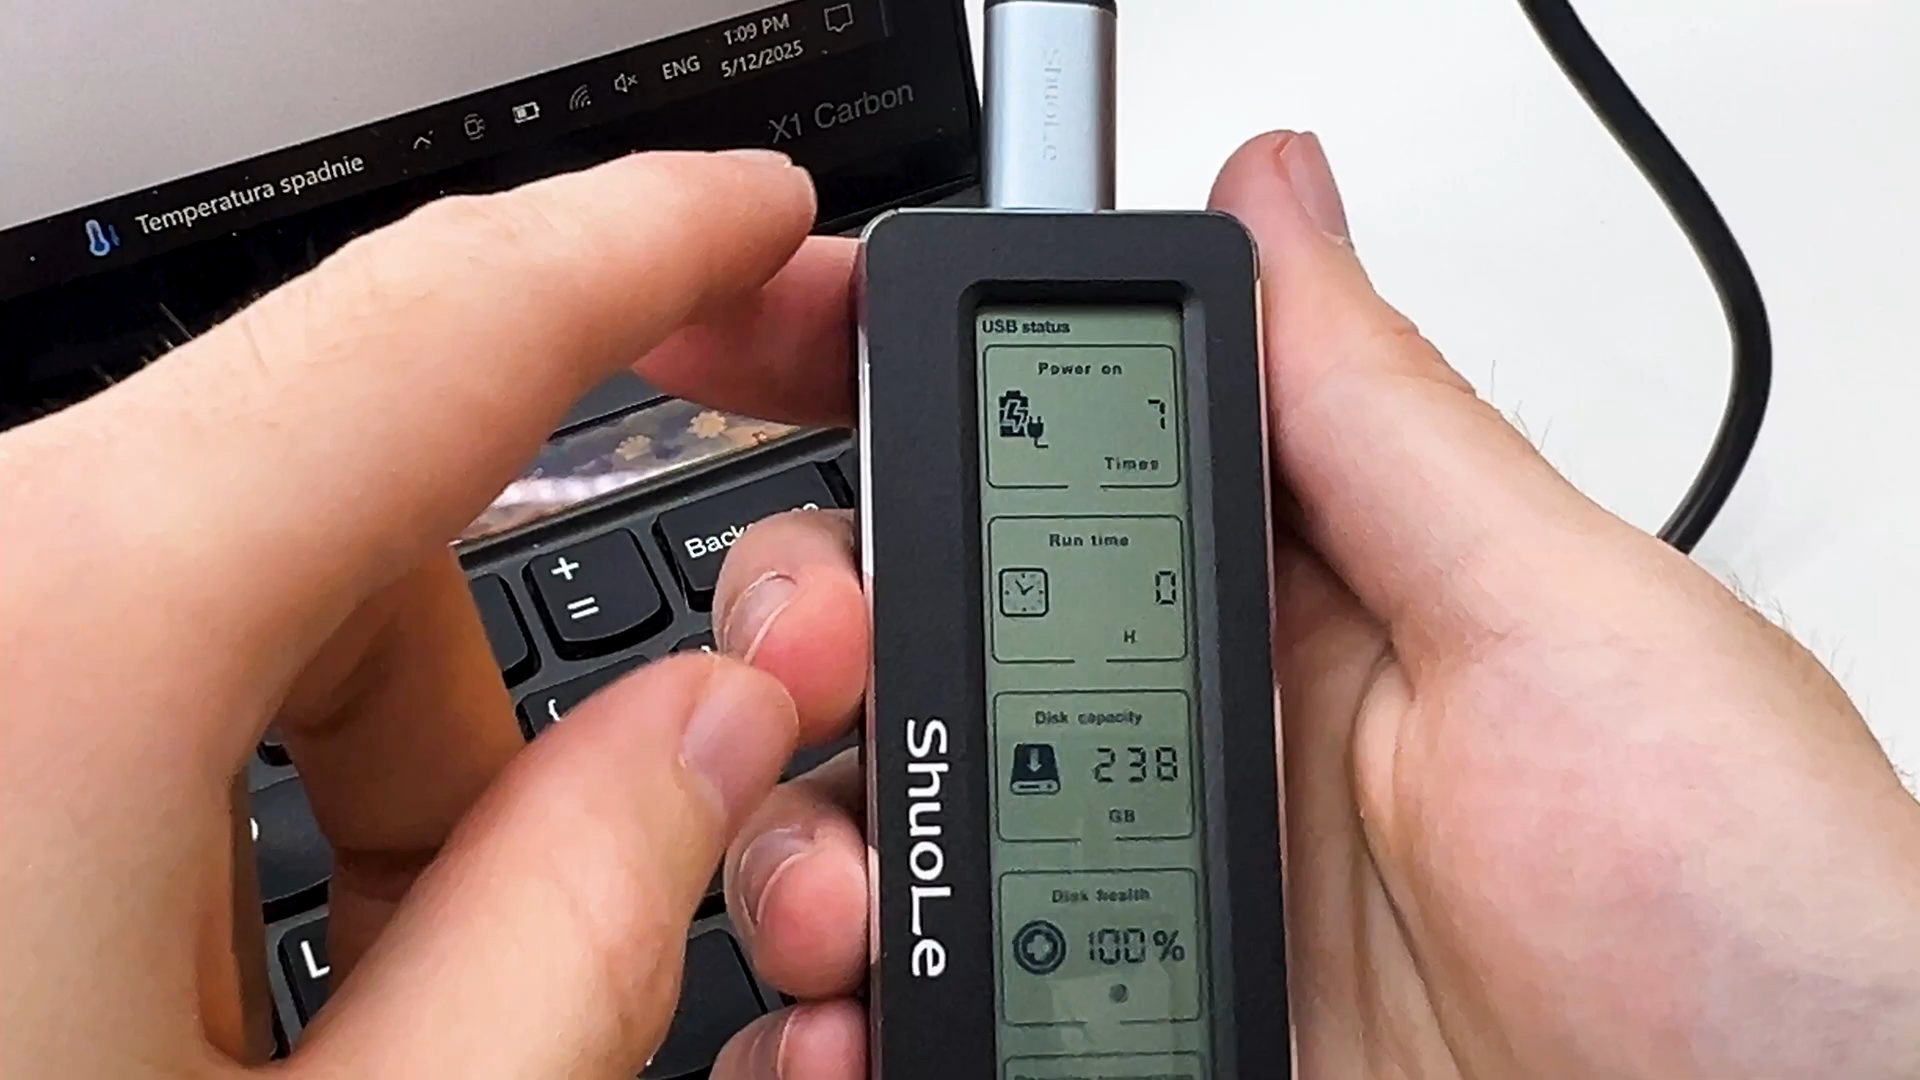 1:09 PM
ENG
5/12/2025
X1 Carbon
Temperatura spadnie
ShuoLe
USB status
Power on
7
Times
Run time
0
H
Disk capacity
238
GB
Disk health
100%
ShuoLe
+
=
{
L